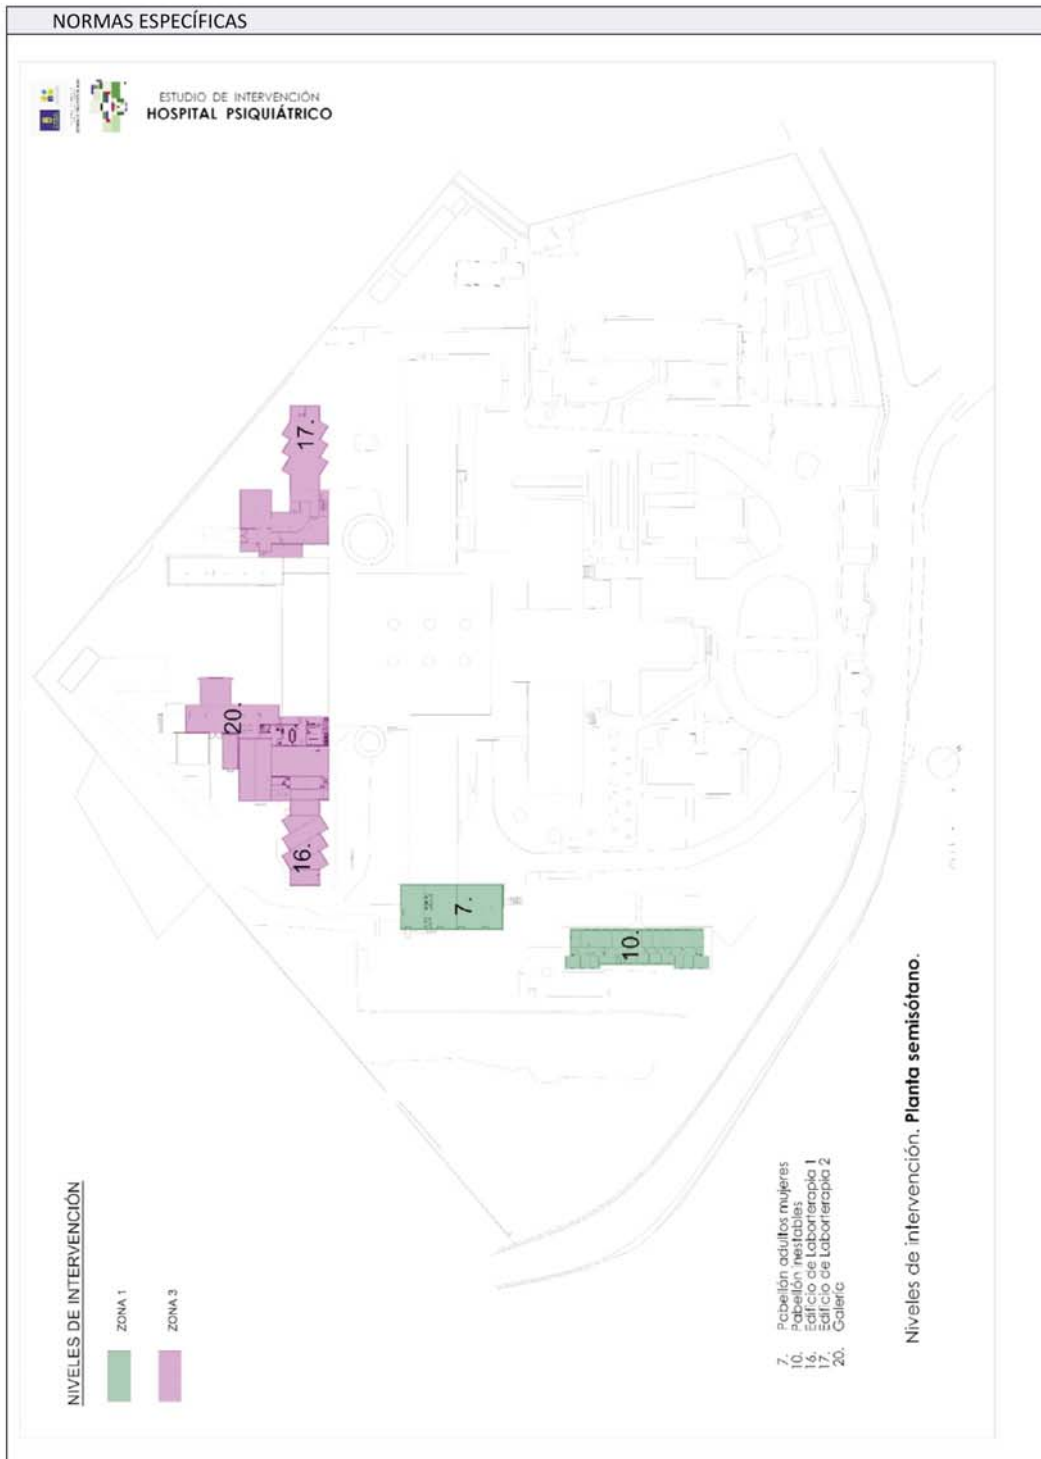 NORMAS ESPECÍFICAS
ESTUDIO DE INTERVENCIÓN
HOSPITAL PSIQUIÁTRICO
17.
20.
16.
7.
10.
NIVELES DE INTERVENCIÓN
ZONA 1
ZONA 3
7. Pabellón adultos mujeres
10. Pabellón inestables
16. Edificio de Laborterapia 1
17. Edificio de Laborterapia 2
20. Galería
Niveles de intervención. Planta semisótano.